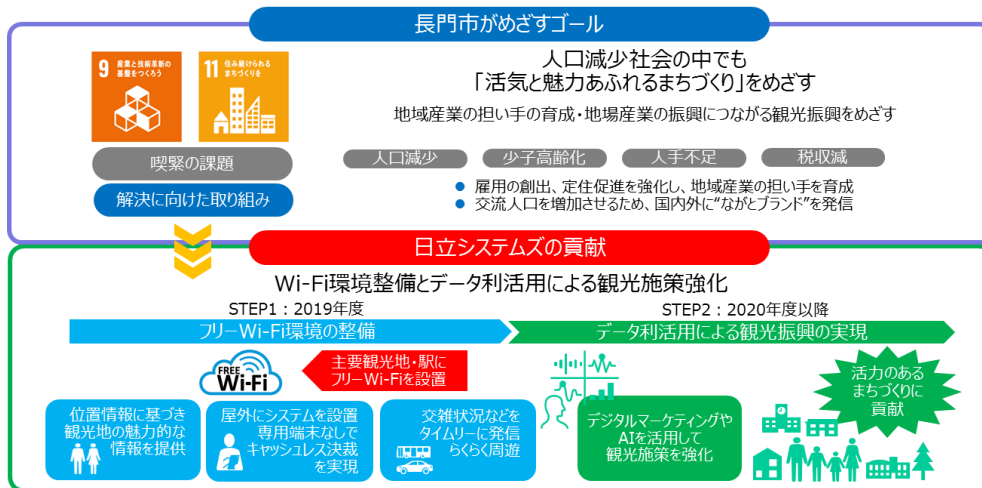 長門市がめざすゴール
9 産業と技術革新の
基盤をつくろう
11 住み続けられる
まちづくりを
人口減少社会の中でも
「活気と魅力あふれるまちづくり」をめざす
地域産業の担い手の育成・地場産業の振興につながる観光振興をめざす
喫緊の課題
人口減少
少子高齢化
人手不足
税収減
解決に向けた取り組み
● 雇用の創出、定住促進を強化し、地域産業の担い手を育成
● 交流人口を増加させるため、国内外に“ながとブランド”を発信
日立システムズの貢献
Wi-Fi環境整備とデータ利活用による観光施策強化
STEP1：2019年度
STEP2：2020年度以降
フリーWi-Fi環境の整備
データ利活用による観光振興の実現
FREE
Wi-Fi
主要観光地・駅に
フリーWi-Fiを設置
活力のある
まちづくりに
貢献
位置情報に基づき
観光地の魅力的な
情報を提供
屋外にシステムを設置
専用端末なしで
キャッシュレス決裁
を実現
交雑状況などを
タイムリーに発信
らくらく周遊
デジタルマーケティングや
AIを活用して
観光施策を強化